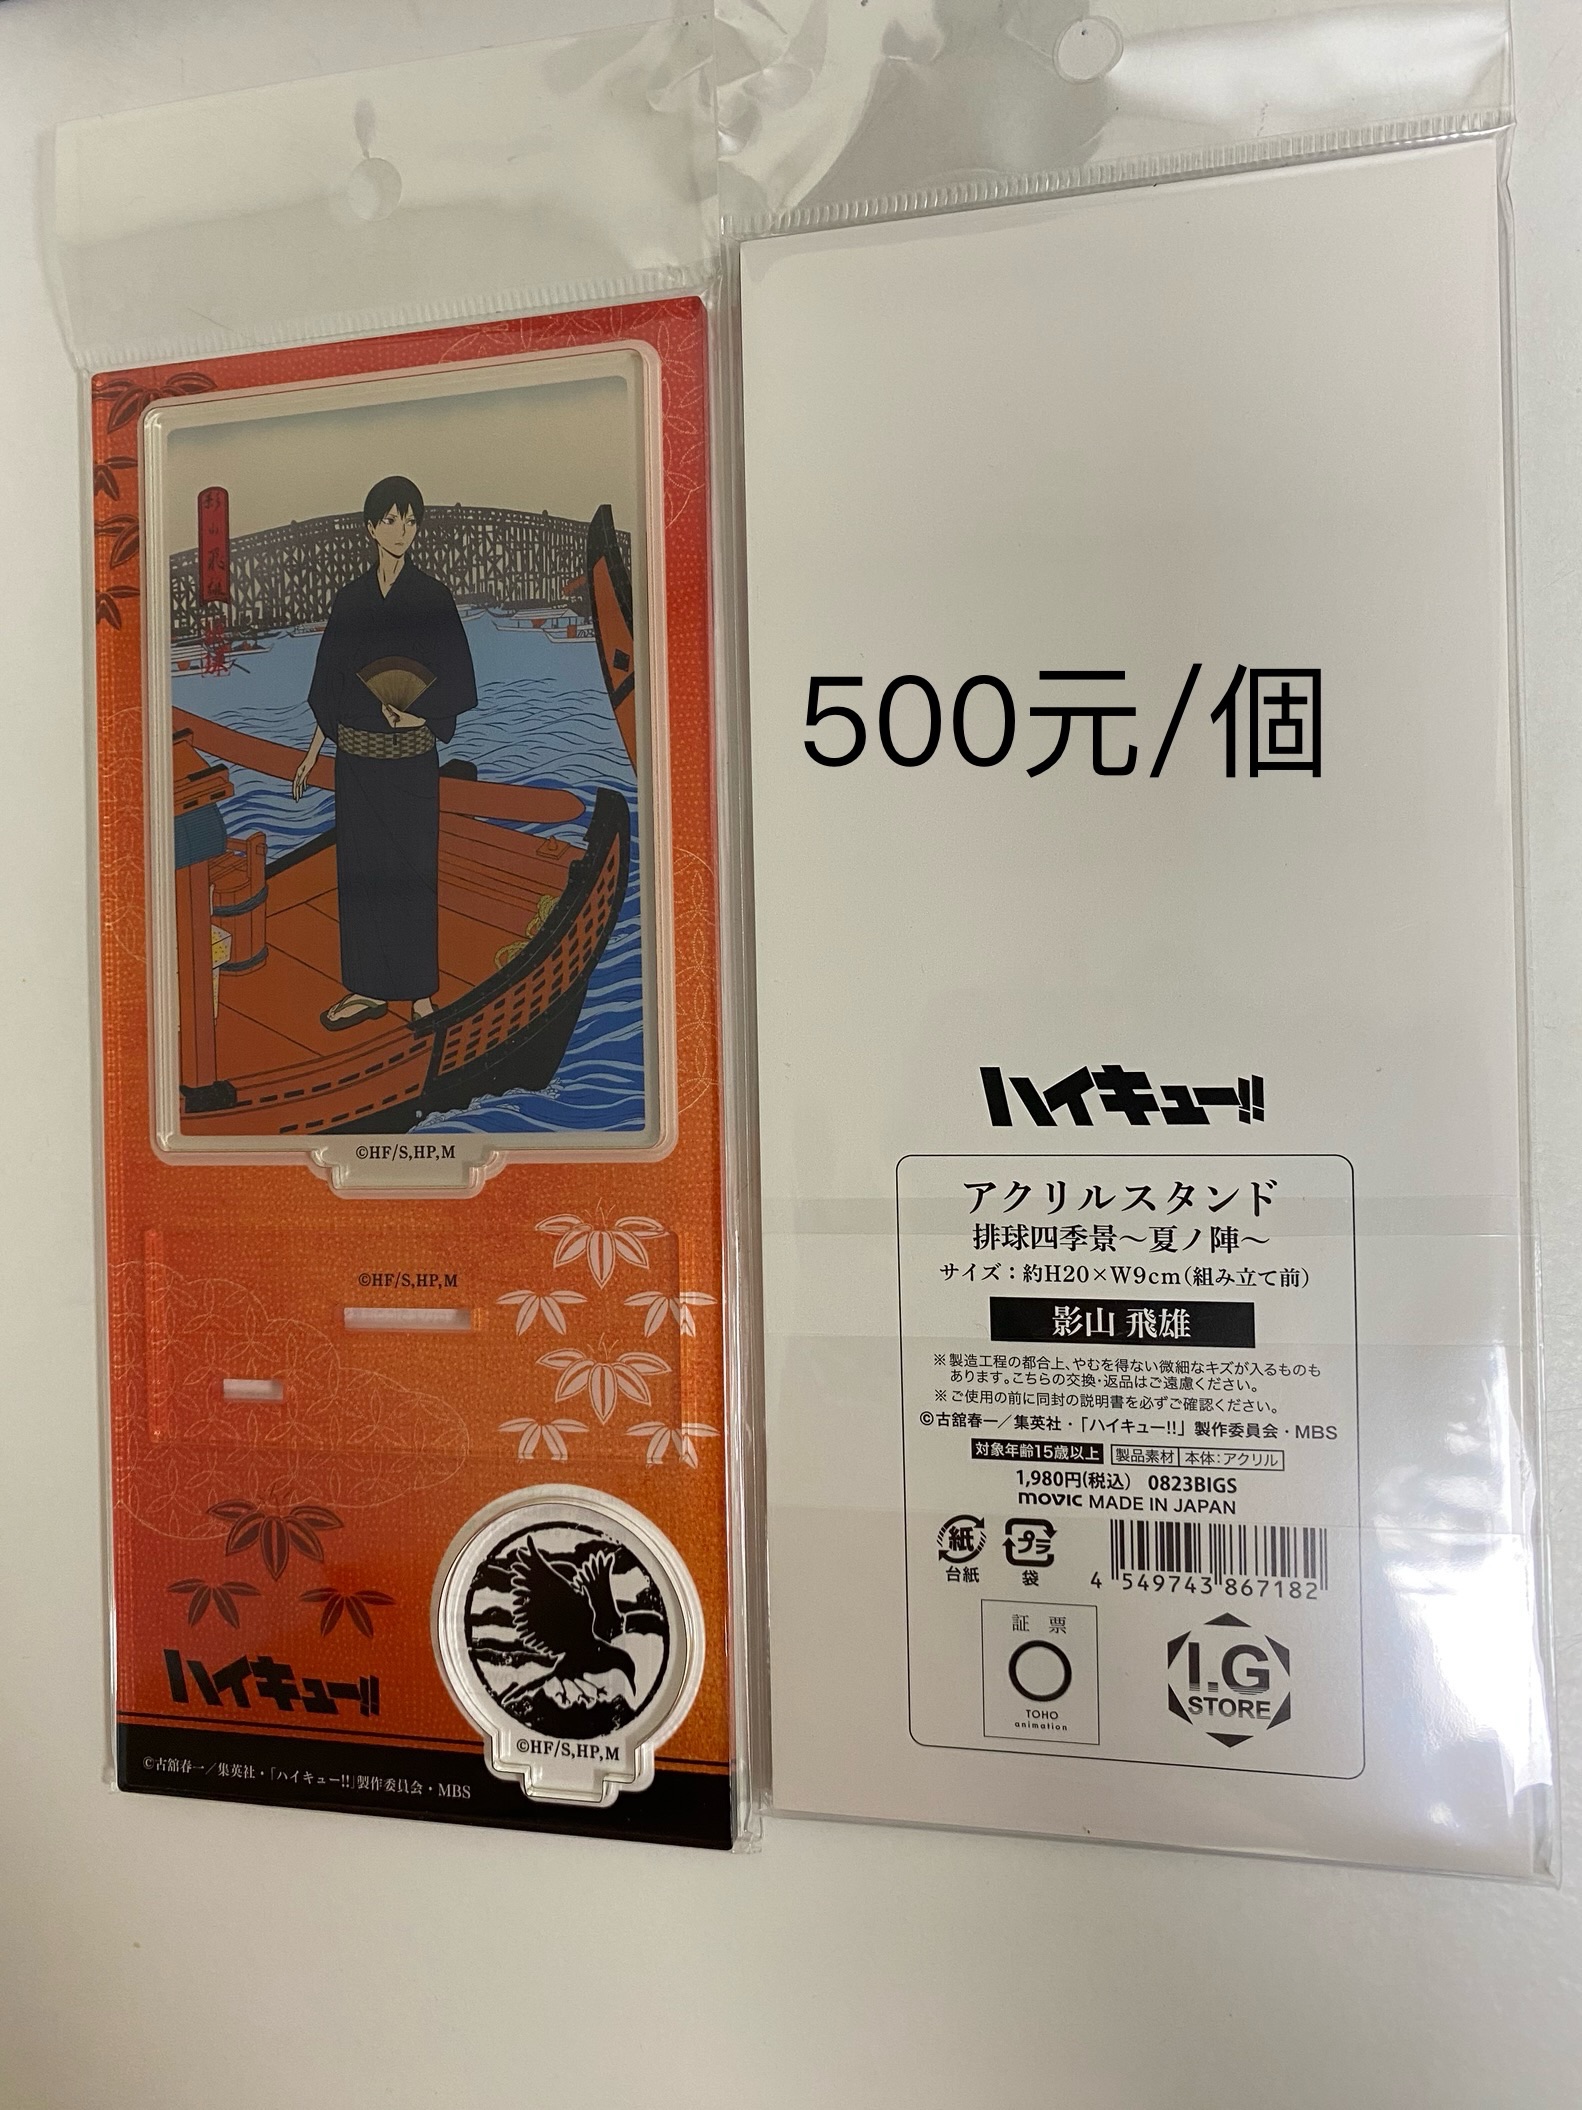 影山飛雄
©HF/S,HP,M
©HF/S,HP,M
ハイキュー!!
©HF/S,HP,M
©古舘春一／集英社・「ハイキュー!!」製作委員会・MBS
500元/個
ハイキュー!!
アクリルスタンド
排球四季景～夏ノ陣～
サイズ：約H20×W9cm(組み立て前)
影山 飛雄
※製造工程の都合上、やむを得ない微細なキズが入るものも
あります。こちらの交換・返品はご遠慮ください。
※ご使用の前に同封の説明書を必ずご確認ください。
©古舘春一／集英社・「ハイキュー!!」製作委員会・MBS
対象年齢15歳以上 製品素材 本体：アクリル
1,980円(税込) 0823BIGS
movic MADE IN JAPAN
紙 プラ
台紙 袋
4 549743 867182
証票
TOHO
animation
I.G
STORE